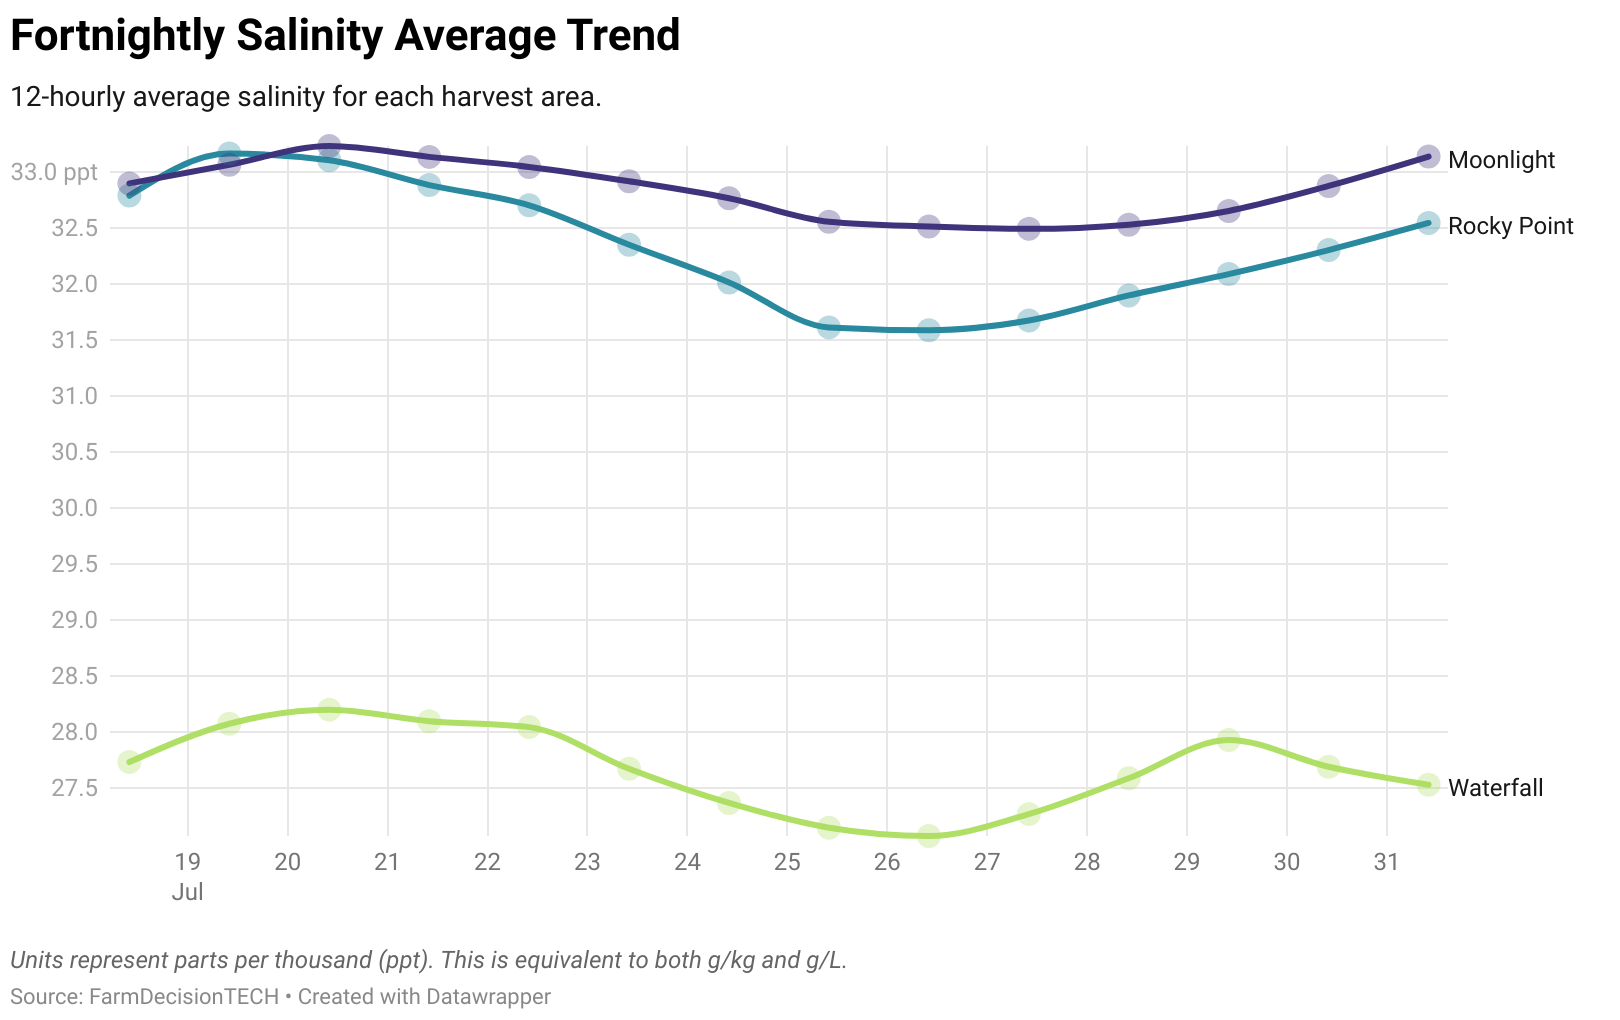 Fortnightly Salinity Average Trend
12-hourly average salinity for each harvest area.
33.0 ppt
32.5
32.0
31.5
31.0
30.5
30.0
29.5
29.0
28.5
28.0
27.5
Moonlight
Rocky Point
Waterfall
19 20 21 22 23 24 25 26 27 28 29 30 31
Jul
Units represent parts per thousand (ppt). This is equivalent to both g/kg and g/L.
Source: FarmDecisionTECH • Created with Datawrapper